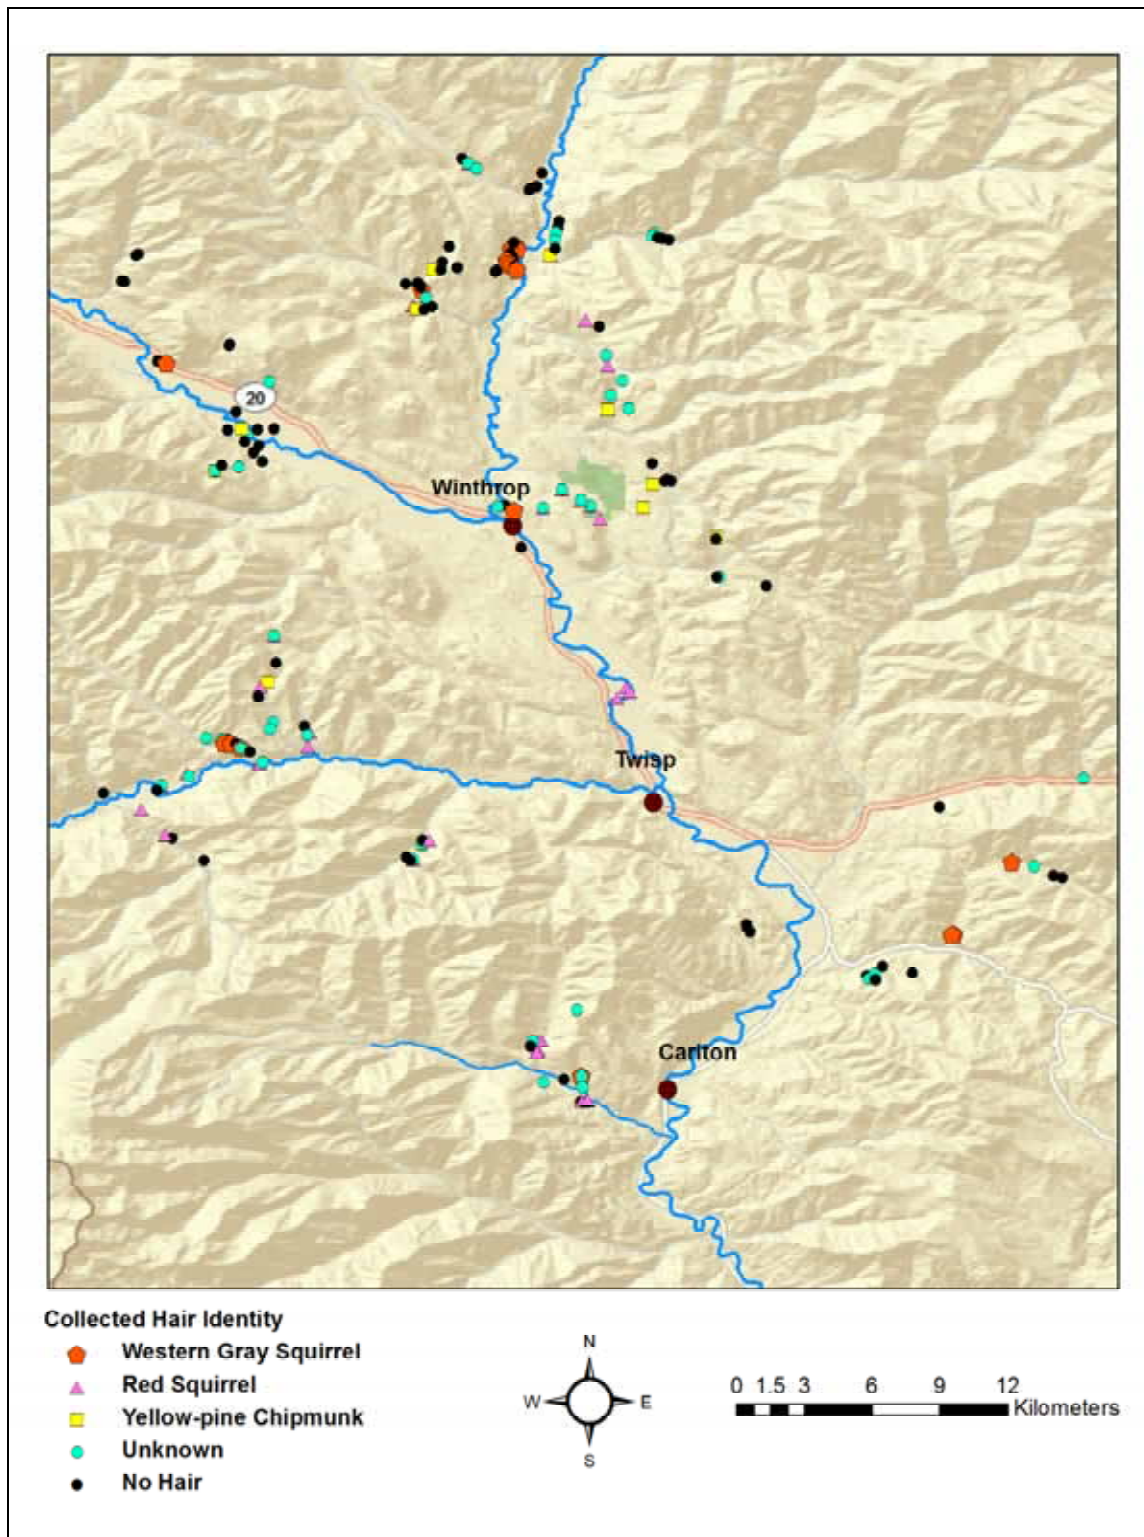 20
Winthrop
Twisp
Carlton
Collected Hair Identity
Western Gray Squirrel
Red Squirrel
Yellow-pine Chipmunk
Unknown
No Hair
N
W E
S
0 1.5 3 6 9 12
Kilometers